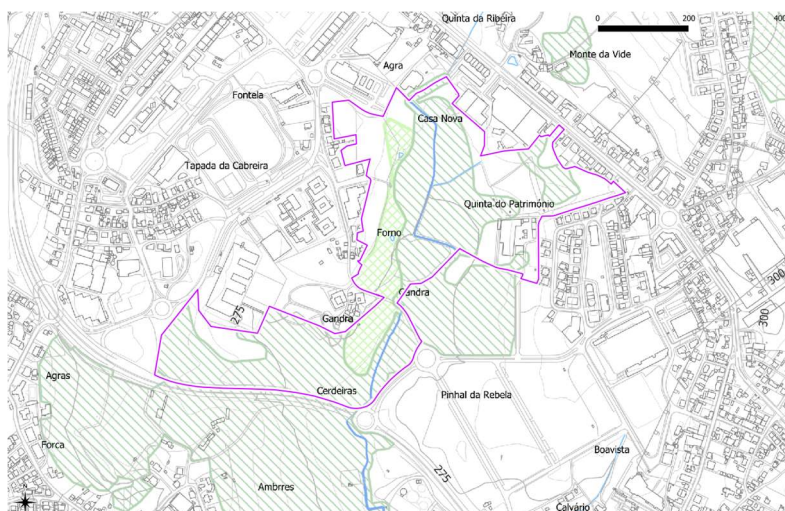 Quinta da Ribeira
0 200 400
Monte da Vide
Agra
Fontela
Casa Nova
Tapada da Cabreira
Quinta do Património
Forno
Gandra
300
275
Gandra
300
Agras
Cerdeiras
Pinhal da Rebela
Forca
Boavista
275
Ambrres
Calvário
N